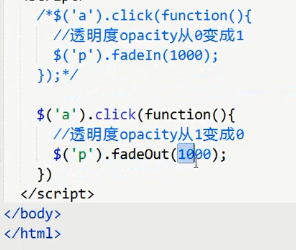 /*$('a').click(function(){
//透明度opacity从0变成1
$('p').fadeIn(1000);
});*/
$('a').click(function(){
//透明度opacity从1变成0
$('p').fadeOut(1000);
})
</script>
</body>
</html>